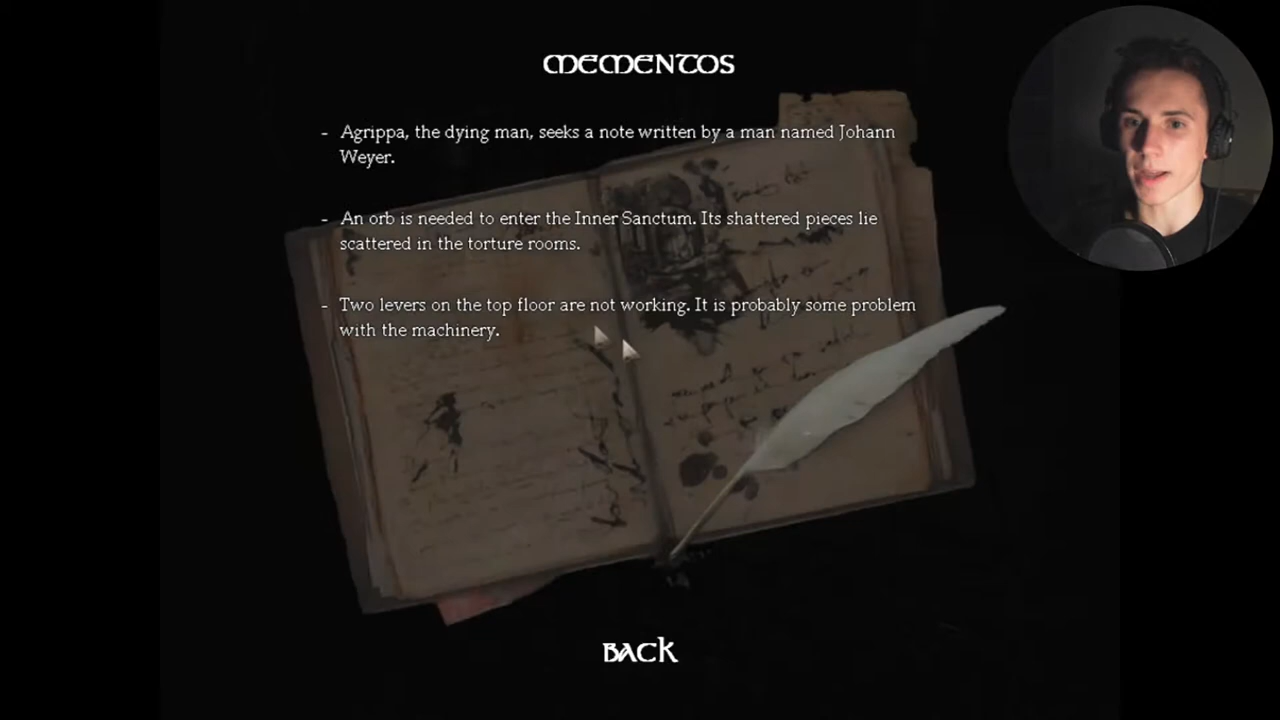 MEMENTOS
- Agrippa, the dying man, seeks a note written by a man named Johann
Weyer.
- An orb is needed to enter the Inner Sanctum. Its shattered pieces lie
scattered in the torture rooms.
- Two levers on the top floor are not working. It is probably some problem
with the machinery.
BACK